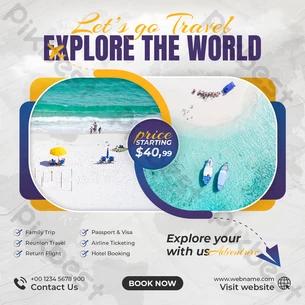 Let's go Travel
EXPLORE THE WORLD
price
STARTING
$40,99
Family Trip
Reunion Travel
Return Flight
Passport & Visa
Airline Ticketing
Hotel Booking
Explore your
way with us Adventure
+00 1234 5678 900
Contact Us
BOOK NOW
www.webname.com
Visit website